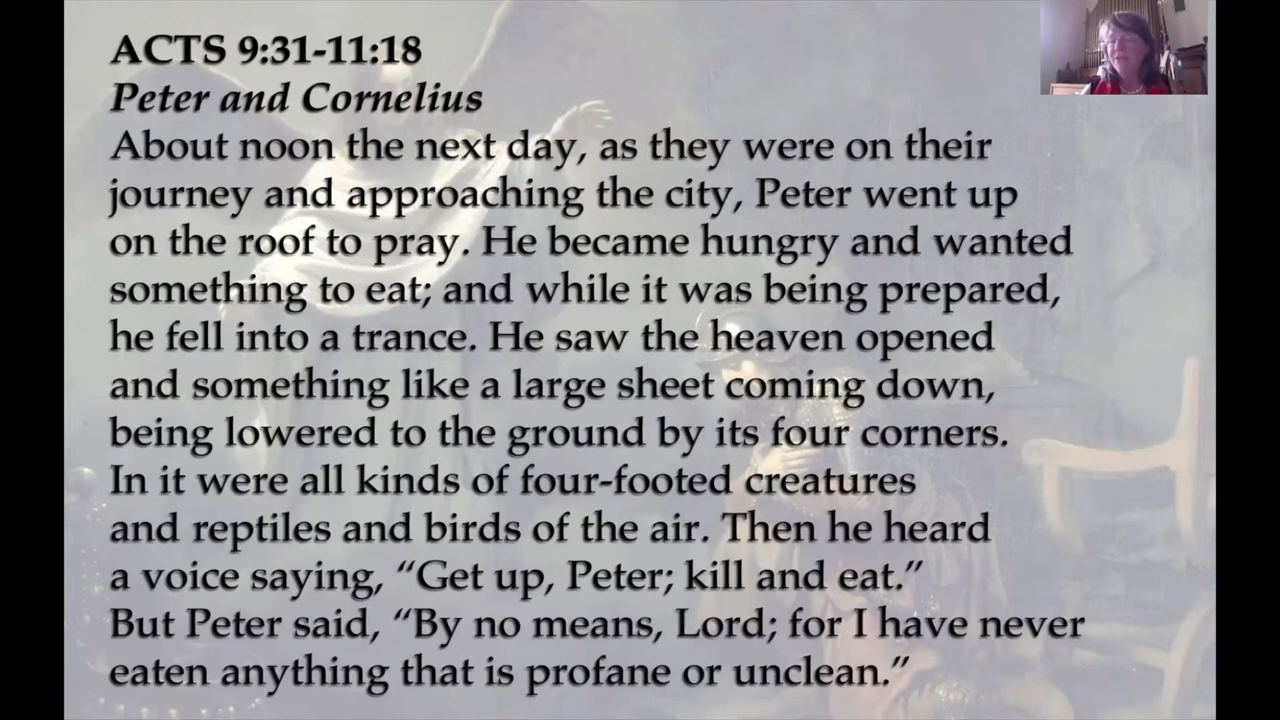 ACTS 9:31-11:18
Peter and Cornelius
About noon the next day, as they were on their
journey and approaching the city, Peter went up
on the roof to pray. He became hungry and wanted
something to eat; and while it was being prepared,
he fell into a trance. He saw the heaven opened
and something like a large sheet coming down,
being lowered to the ground by its four corners.
In it were all kinds of four-footed creatures
and reptiles and birds of the air. Then he heard
a voice saying, “Get up, Peter; kill and eat.”
But Peter said, “By no means, Lord; for I have never
eaten anything that is profane or unclean.”